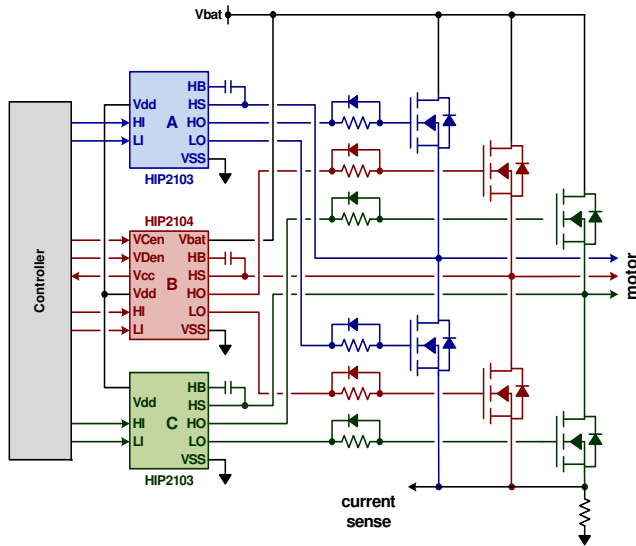 Vbat
Controller
Vdd
HI
LI
A
HB
HS
HO
LO
VSS
HIP2103
HIP2104
VCen
VDen
Vcc
Vdd
HI
LI
B
Vbat
HB
HS
HO
LO
VSS
Vdd
HI
LI
C
HB
HS
HO
LO
VSS
HIP2103
motor
current
sense